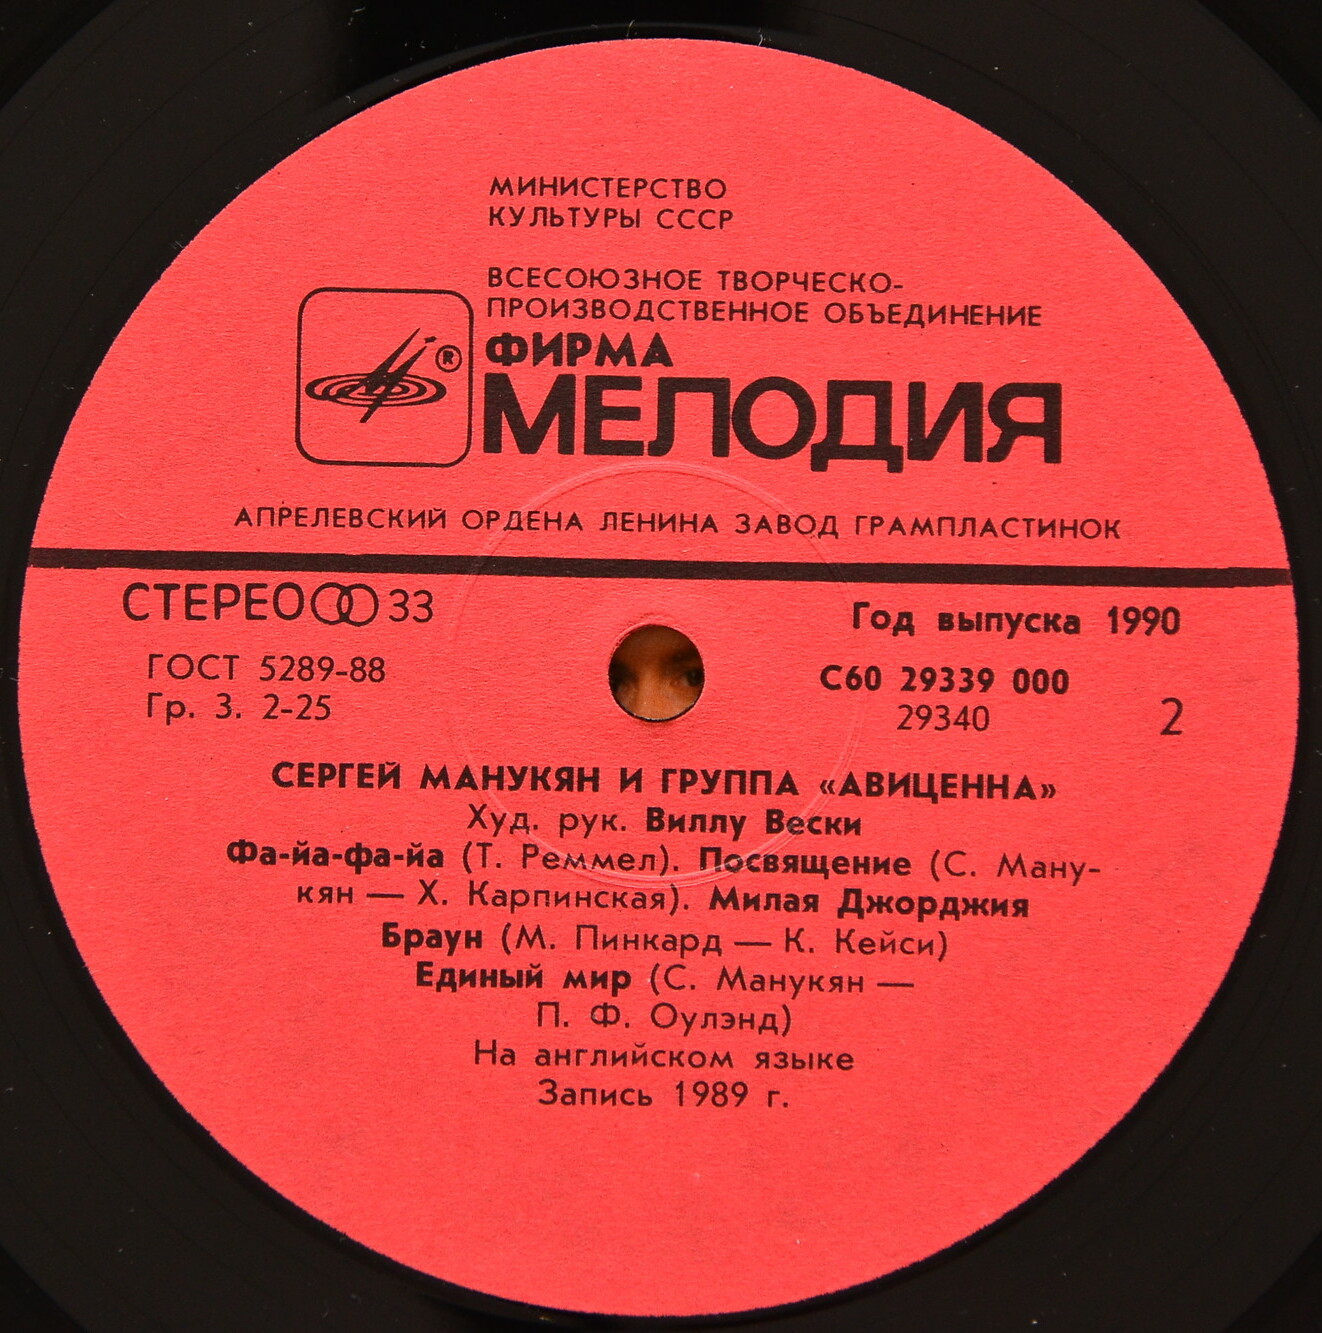 МИНИСТЕРСТВО
КУЛЬТУРЫ СССР
ВСЕСОЮЗНОЕ ТВОРЧЕСКО-
ПРОИЗВОДСТВЕННОЕ ОБЪЕДИНЕНИЕ
®
ФИРМА
МЕЛОДИЯ
АПРЕЛЕВСКИЙ ОРДЕНА ЛЕНИНА ЗАВОД ГРАМПЛАСТИНОК
СТЕРЕО 33
Год выпуска 1990
ГОСТ 5289-88
С60 29339 000
Гр. 3. 2-25
29340
2
СЕРГЕЙ МАНУКЯН И ГРУППА «АВИЦЕННА»
Худ. рук. Виллу Вески
Фа-йа-фа-йа (Т. Реммел). Посвящение (С. Ману-
кян — Х. Карпинская). Милая Джорджия
Браун (М. Пинкард — К. Кейси)
Единый мир (С. Манукян —
П. Ф. Оулэнд)
На английском языке
Запись 1989 г.